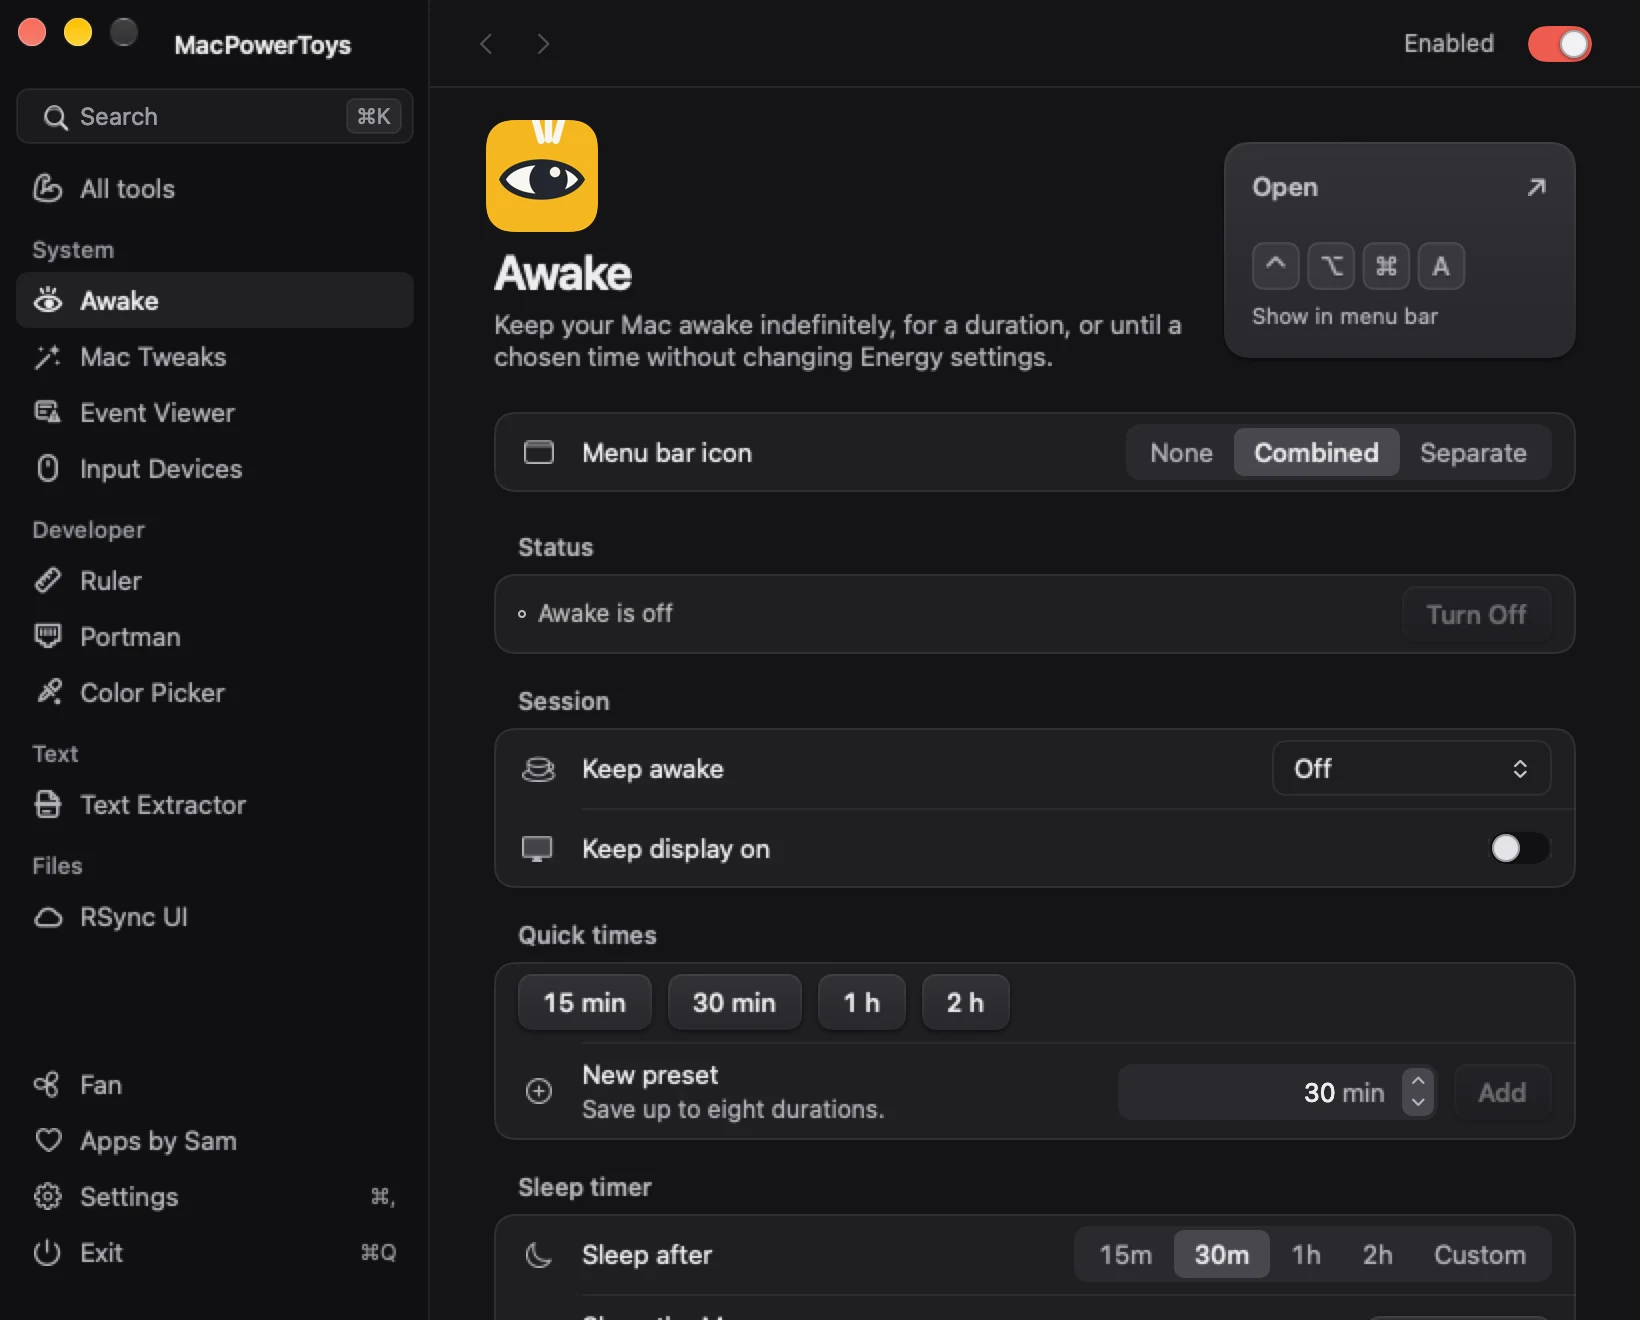 MacPowerToys
Search ⌘K
All tools
System
Awake
Mac Tweaks
Event Viewer
Input Devices
Developer
Ruler
Portman
Color Picker
Text
Text Extractor
Files
RSync UI
Fan
Apps by Sam
Settings ⌘,
Exit ⌘Q
Enabled
Awake
Keep your Mac awake indefinitely, for a duration, or until a
chosen time without changing Energy settings.
Open
⌃ ⌥ ⌘ A
Show in menu bar
Menu bar icon None Combined Separate
Status
Awake is off Turn Off
Session
Keep awake Off
Keep display on
Quick times
15 min 30 min 1 h 2 h
New preset
Save up to eight durations.
30 min Add
Sleep timer
Sleep after 15m 30m 1h 2h Custom